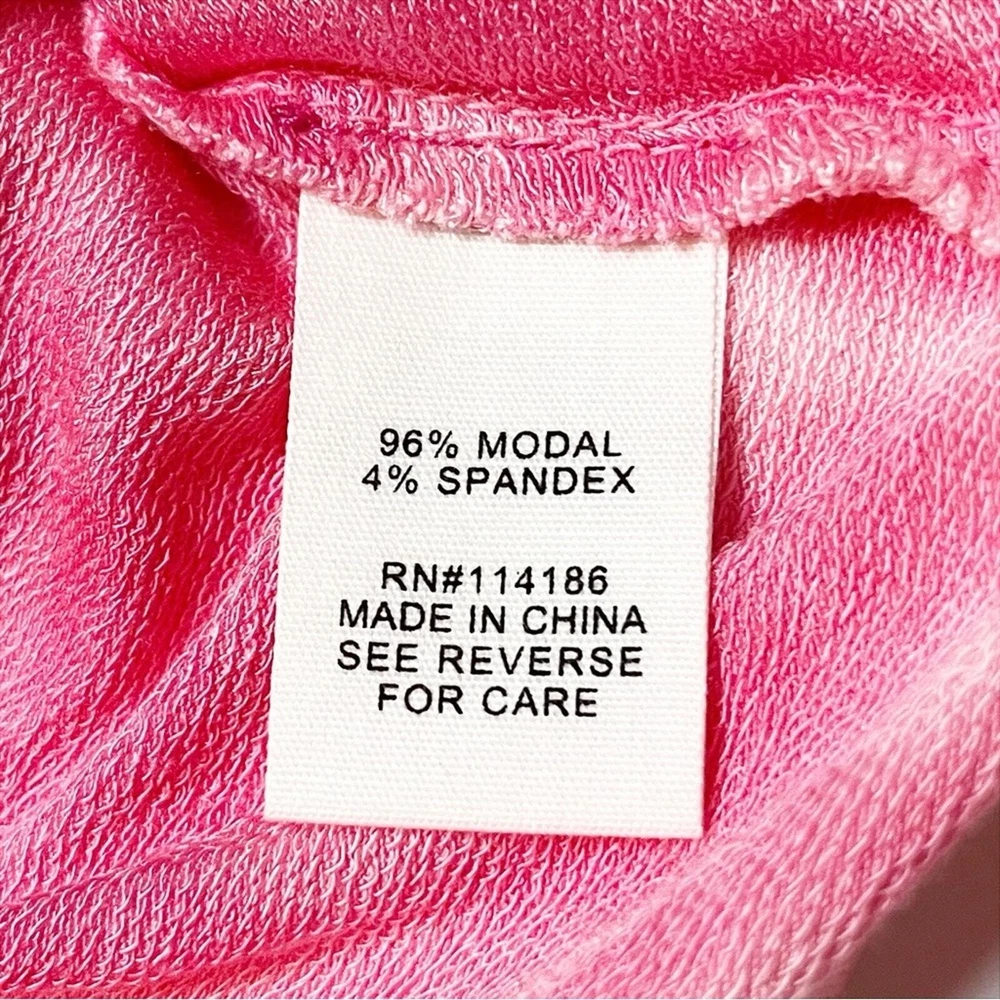 96% MODAL
4% SPANDEX
RN#114186
MADE IN CHINA
SEE REVERSE
FOR CARE